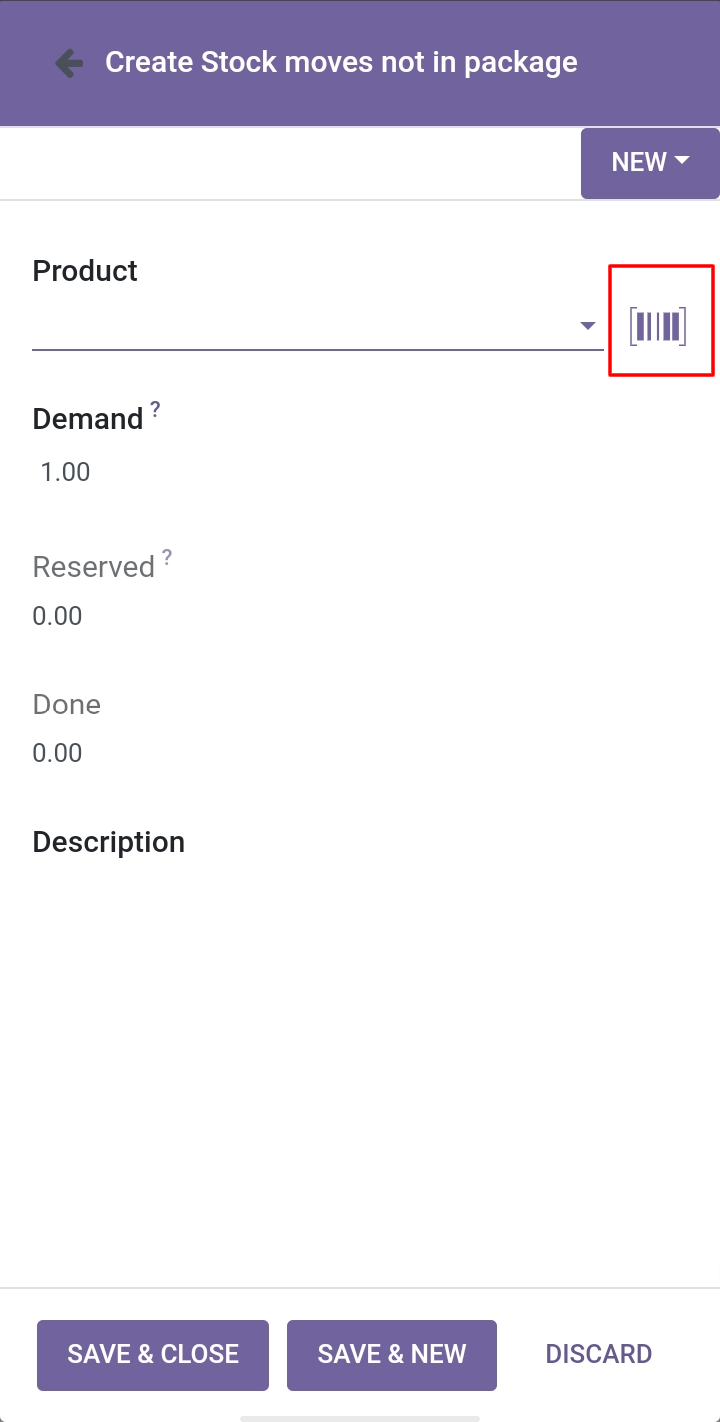 Create Stock moves not in package
NEW
Product
Demand ?
1.00
Reserved ?
0.00
Done
0.00
Description
SAVE & CLOSE SAVE & NEW DISCARD